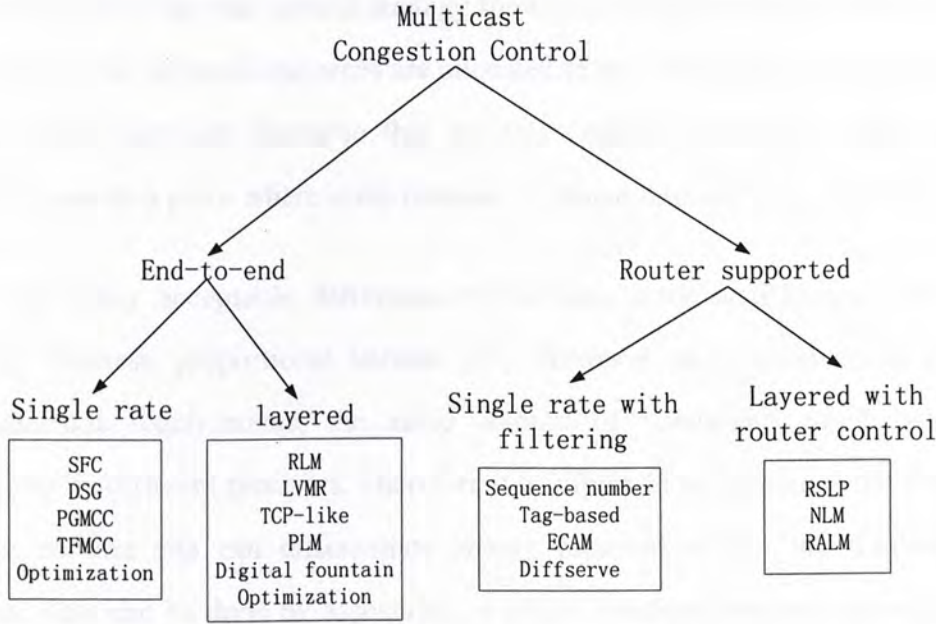 Multicast
Congestion Control
End-to-end
Router supported
Single rate
layered
Single rate with
filtering
Layered with
router control
SFC
DSG
PGMCC
TFMCC
Optimization
RLM
LVMR
TCP-like
PLM
Digital fountain
Optimization
Sequence number
Tag-based
ECAM
Diffserve
RSLP
NLM
RALM